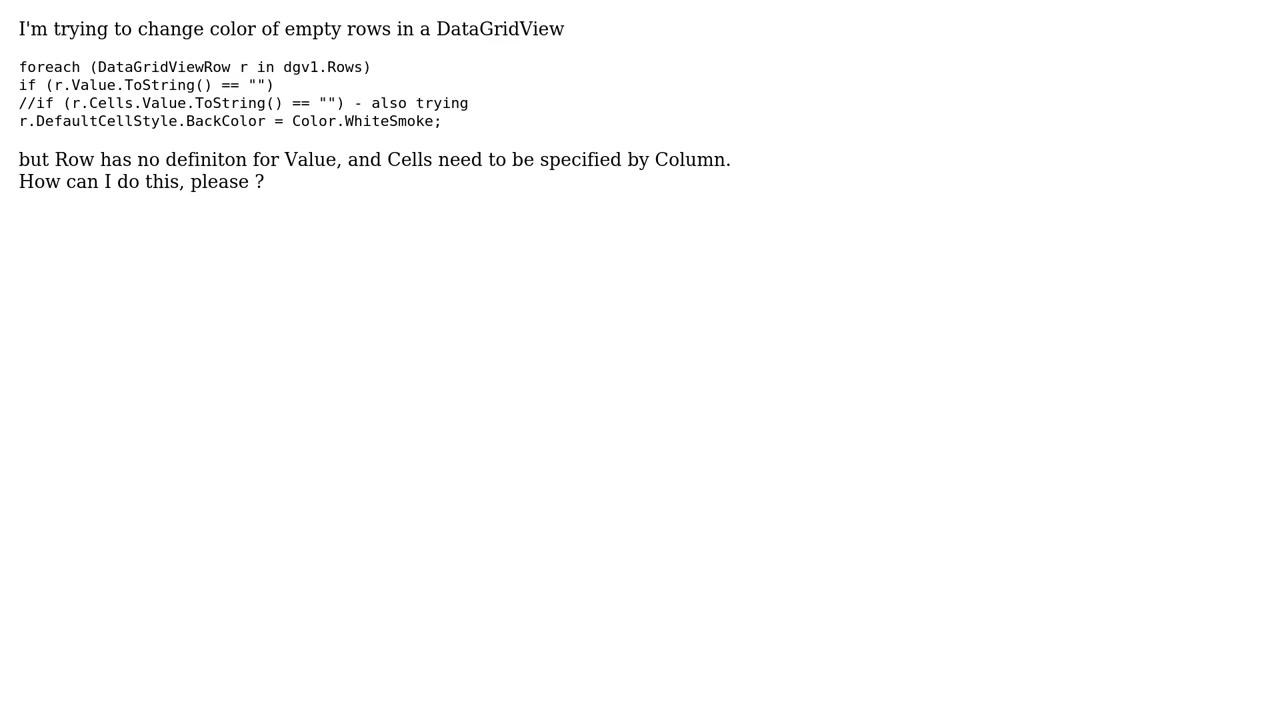 I'm trying to change color of empty rows in a DataGridView
foreach (DataGridViewRow r in dgv1.Rows)
if (r.Value.ToString() == "")
//if (r.Cells.Value.ToString() == "") - also trying
r.DefaultCellStyle.BackColor = Color.WhiteSmoke;
but Row has no definiton for Value, and Cells need to be specified by Column.
How can I do this, please ?